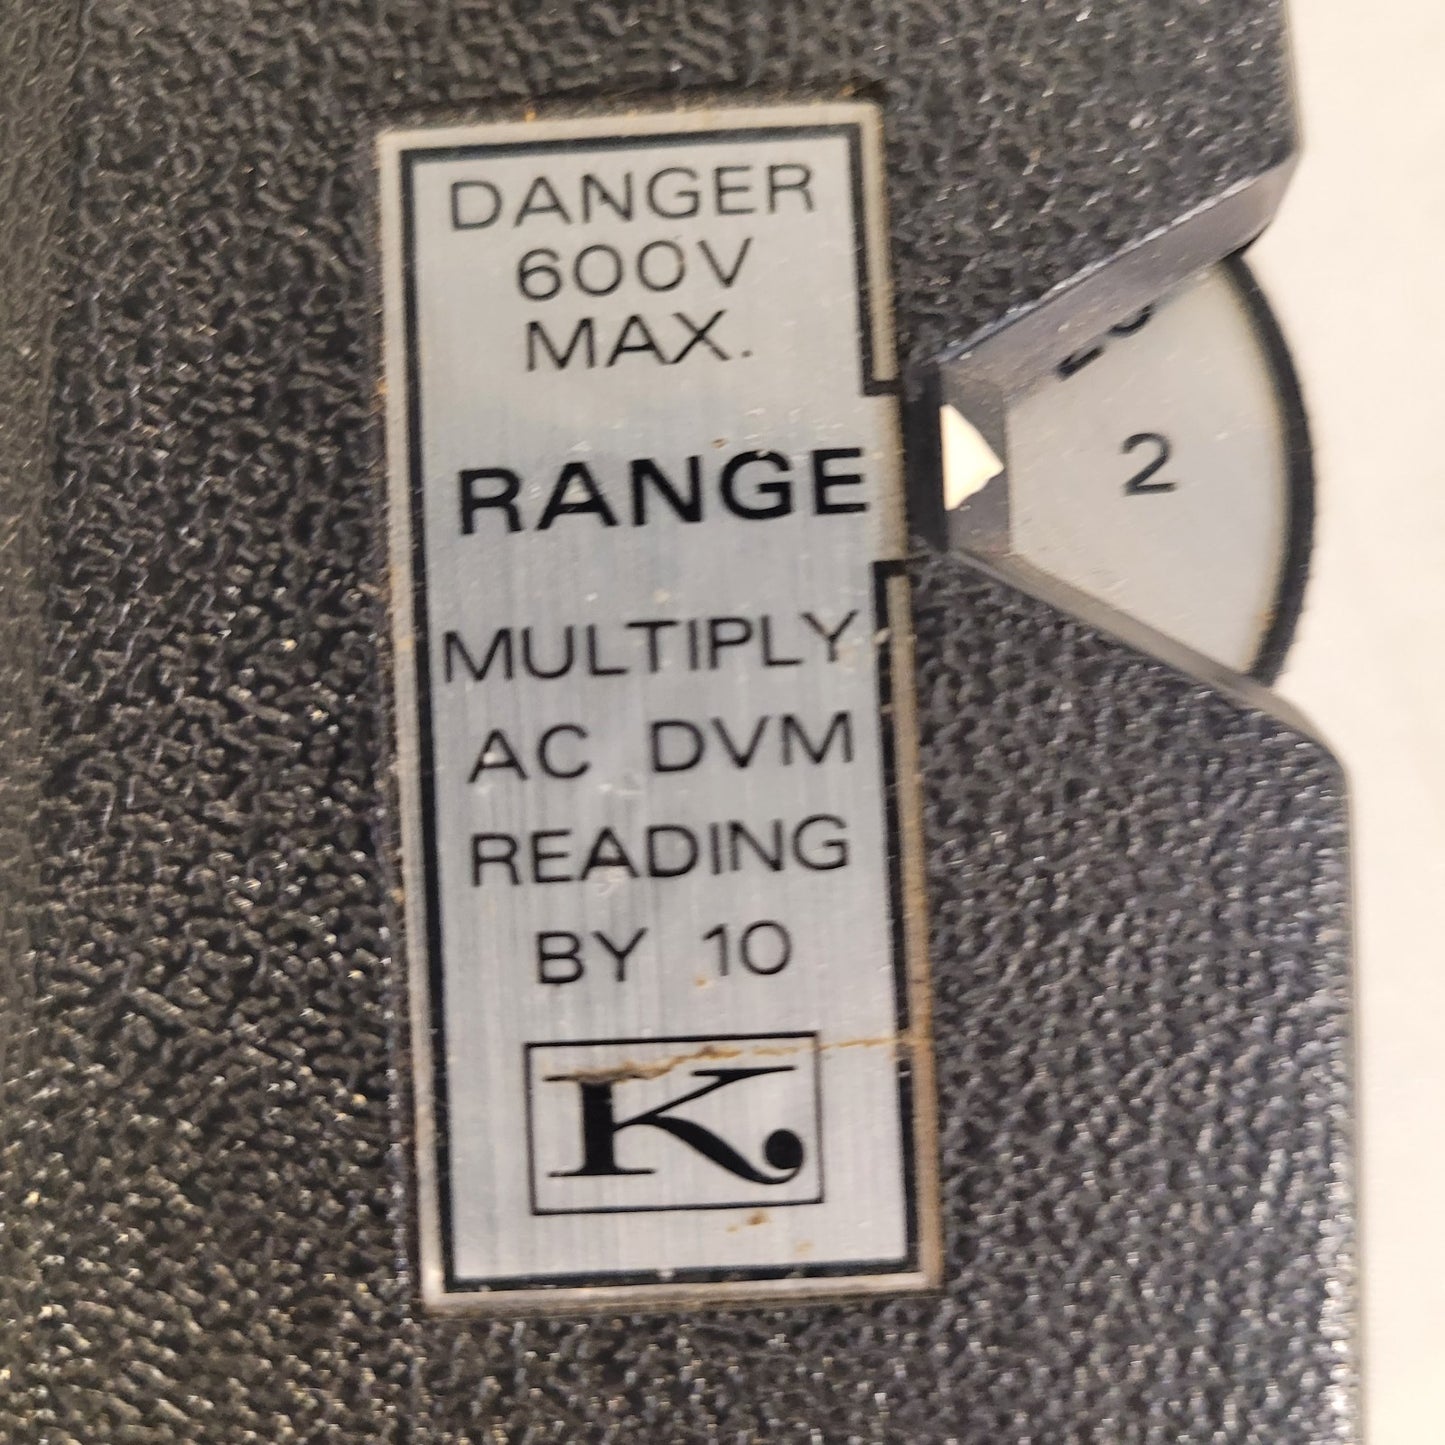 DANGER
600V
MAX.
RANGE
2
MULTIPLY
AC DVM
READING
BY 10
K